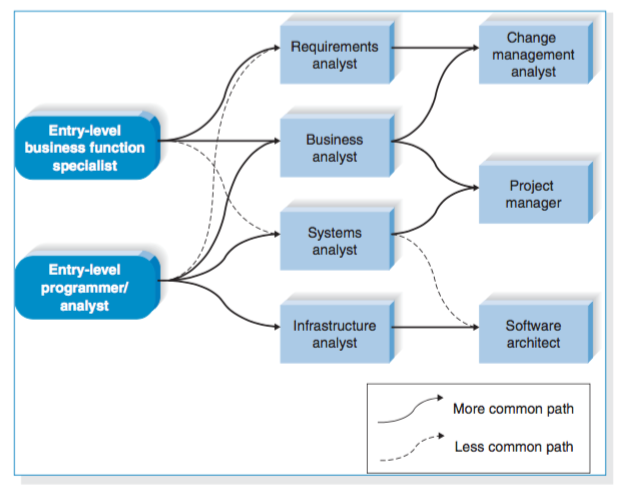 Requirements
analyst
Change
management
analyst
Entry-level
business function
specialist
Business
analyst
Project
manager
Systems
analyst
Entry-level
programmer/
analyst
Infrastructure
analyst
Software
architect
More common path
Less common path